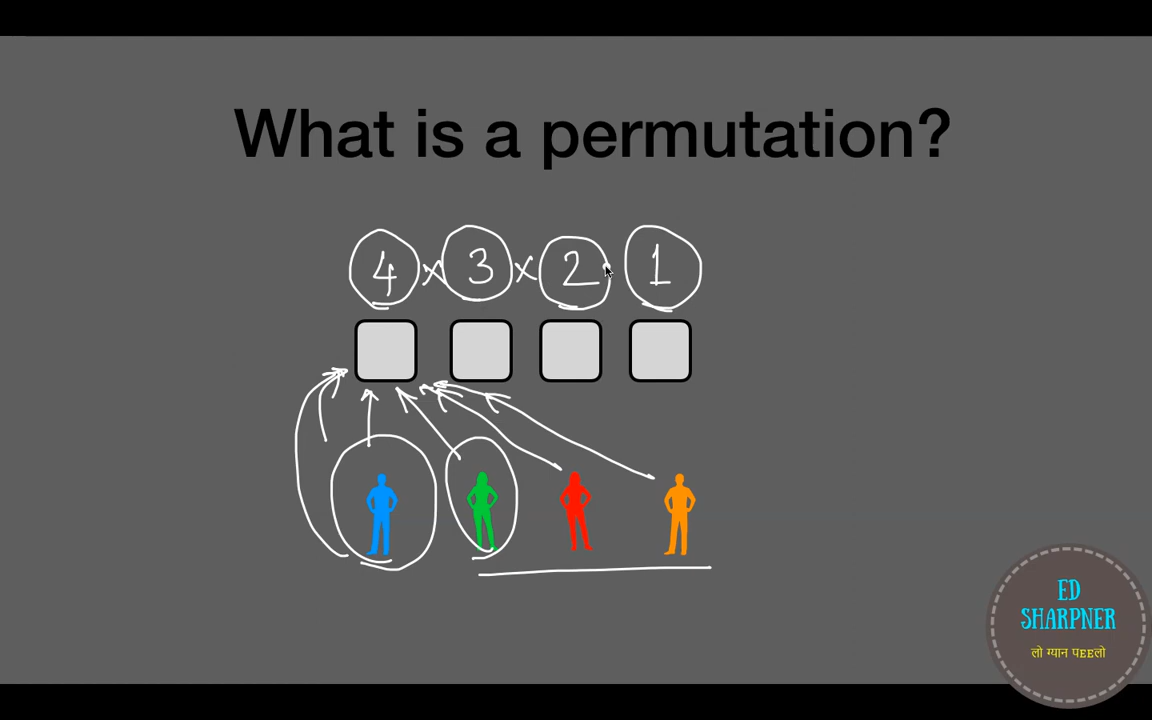 What is a permutation?
4 × 3 × 2 1
ED
SHARPNER
लो ग्यान पEEलो